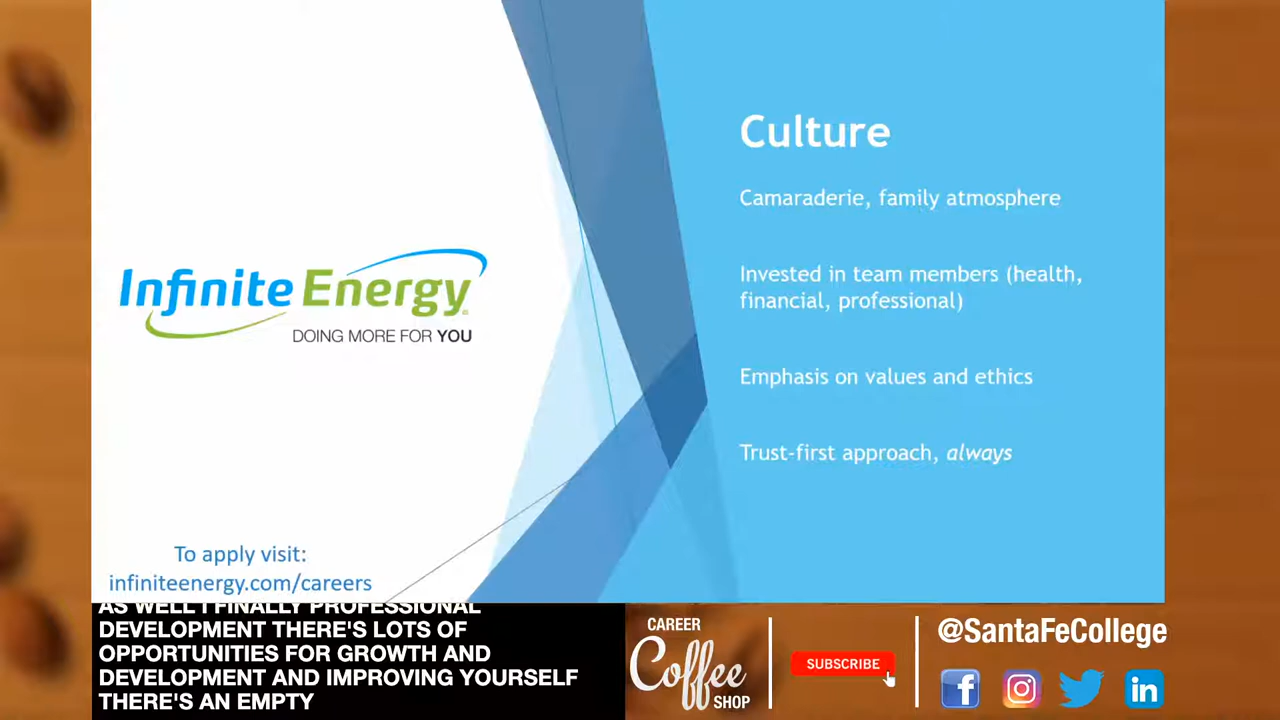 Culture
Camaraderie, family atmosphere
Invested in team members (health,
financial, professional)
Emphasis on values and ethics
Trust-first approach, always
Infinite Energy
DOING MORE FOR YOU
To apply visit:
infiniteenergy.com/careers
AS WELL I FINALLY PROFESSIONAL
DEVELOPMENT THERE'S LOTS OF
OPPORTUNITIES FOR GROWTH AND
DEVELOPMENT AND IMPROVING YOURSELF
THERE'S AN EMPTY
CAREER
Coffee
SHOP
SUBSCRIBE
@SantaFeCollege
f
in